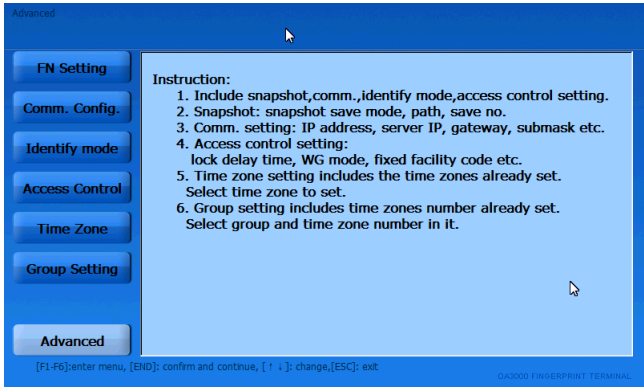 Advanced
FN Setting
Comm. Config.
Identify mode
Access Control
Time Zone
Group Setting
Advanced
Instruction:
1. Include snapshot,comm.,identify mode,access control setting.
2. Snapshot: snapshot save mode, path, save no.
3. Comm. setting: IP address, server IP, gateway, submask etc.
4. Access control setting:
lock delay time, WG mode, fixed facility code etc.
5. Time zone setting includes the time zones already set.
Select time zone to set.
6. Group setting includes time zones number already set.
Select group and time zone number in it.
[F1-F6]:enter menu, [END]: confirm and continue, [ ↑ ↓ ]: change,[ESC]: exit
OA3000 FINGERPRINT TERMINAL